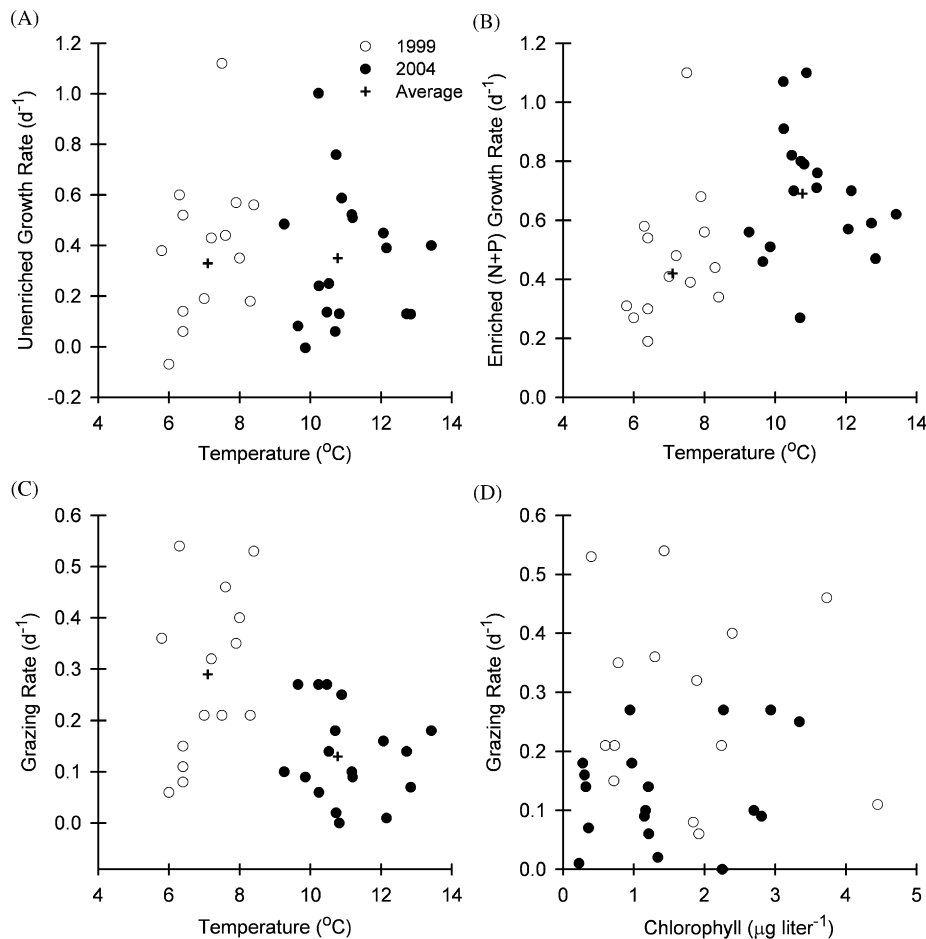 (A)
1.2
1.0
0.8
0.6
0.4
0.2
0.0
-0.2
Unenriched Growth Rate (d⁻¹)
1999
2004
Average
4 6 8 10 12 14
Temperature (ᵒC)
(B)
1.2
1.0
0.8
0.6
0.4
0.2
0.0
Enriched (N+P) Growth Rate (d⁻¹)
4 6 8 10 12 14
Temperature (ᵒC)
(C)
0.6
0.5
0.4
0.3
0.2
0.1
0.0
Grazing Rate (d⁻¹)
4 6 8 10 12 14
Temperature (ᵒC)
(D)
0.6
0.5
0.4
0.3
0.2
0.1
0.0
Grazing Rate (d⁻¹)
0 1 2 3 4 5
Chlorophyll (μg liter⁻¹)